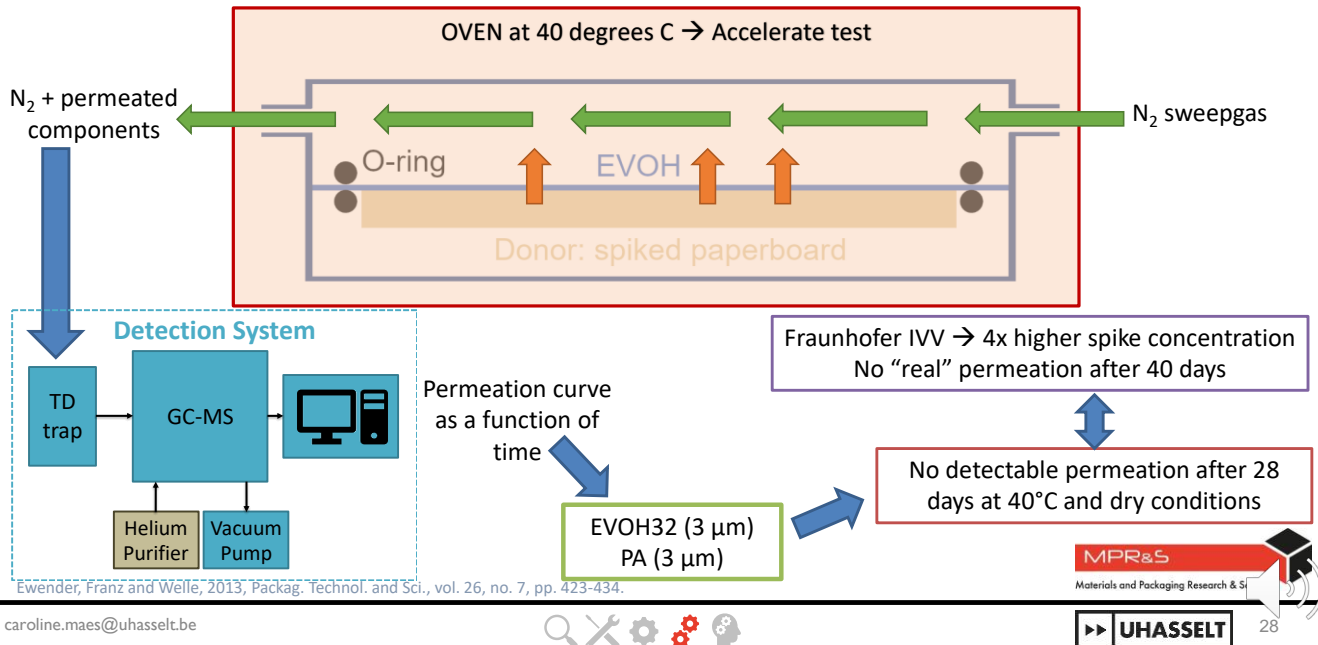 OVEN at 40 degrees C → Accelerate test
N₂ + permeated
components
N₂ sweepgas
O-ring
EVOH
Donor: spiked paperboard
Detection System
TD
trap
GC-MS
Helium
Purifier
Vacuum
Pump
Permeation curve
as a function of
time
EVOH32 (3 µm)
PA (3 µm)
Fraunhofer IVV → 4x higher spike concentration
No “real” permeation after 40 days
No detectable permeation after 28
days at 40°C and dry conditions
Ewender, Franz and Welle, 2013, Packag. Technol. and Sci., vol. 26, no. 7, pp. 423-434.
MPR&S
Materials and Packaging Research &
caroline.maes@uhasselt.be
UHASSELT
28